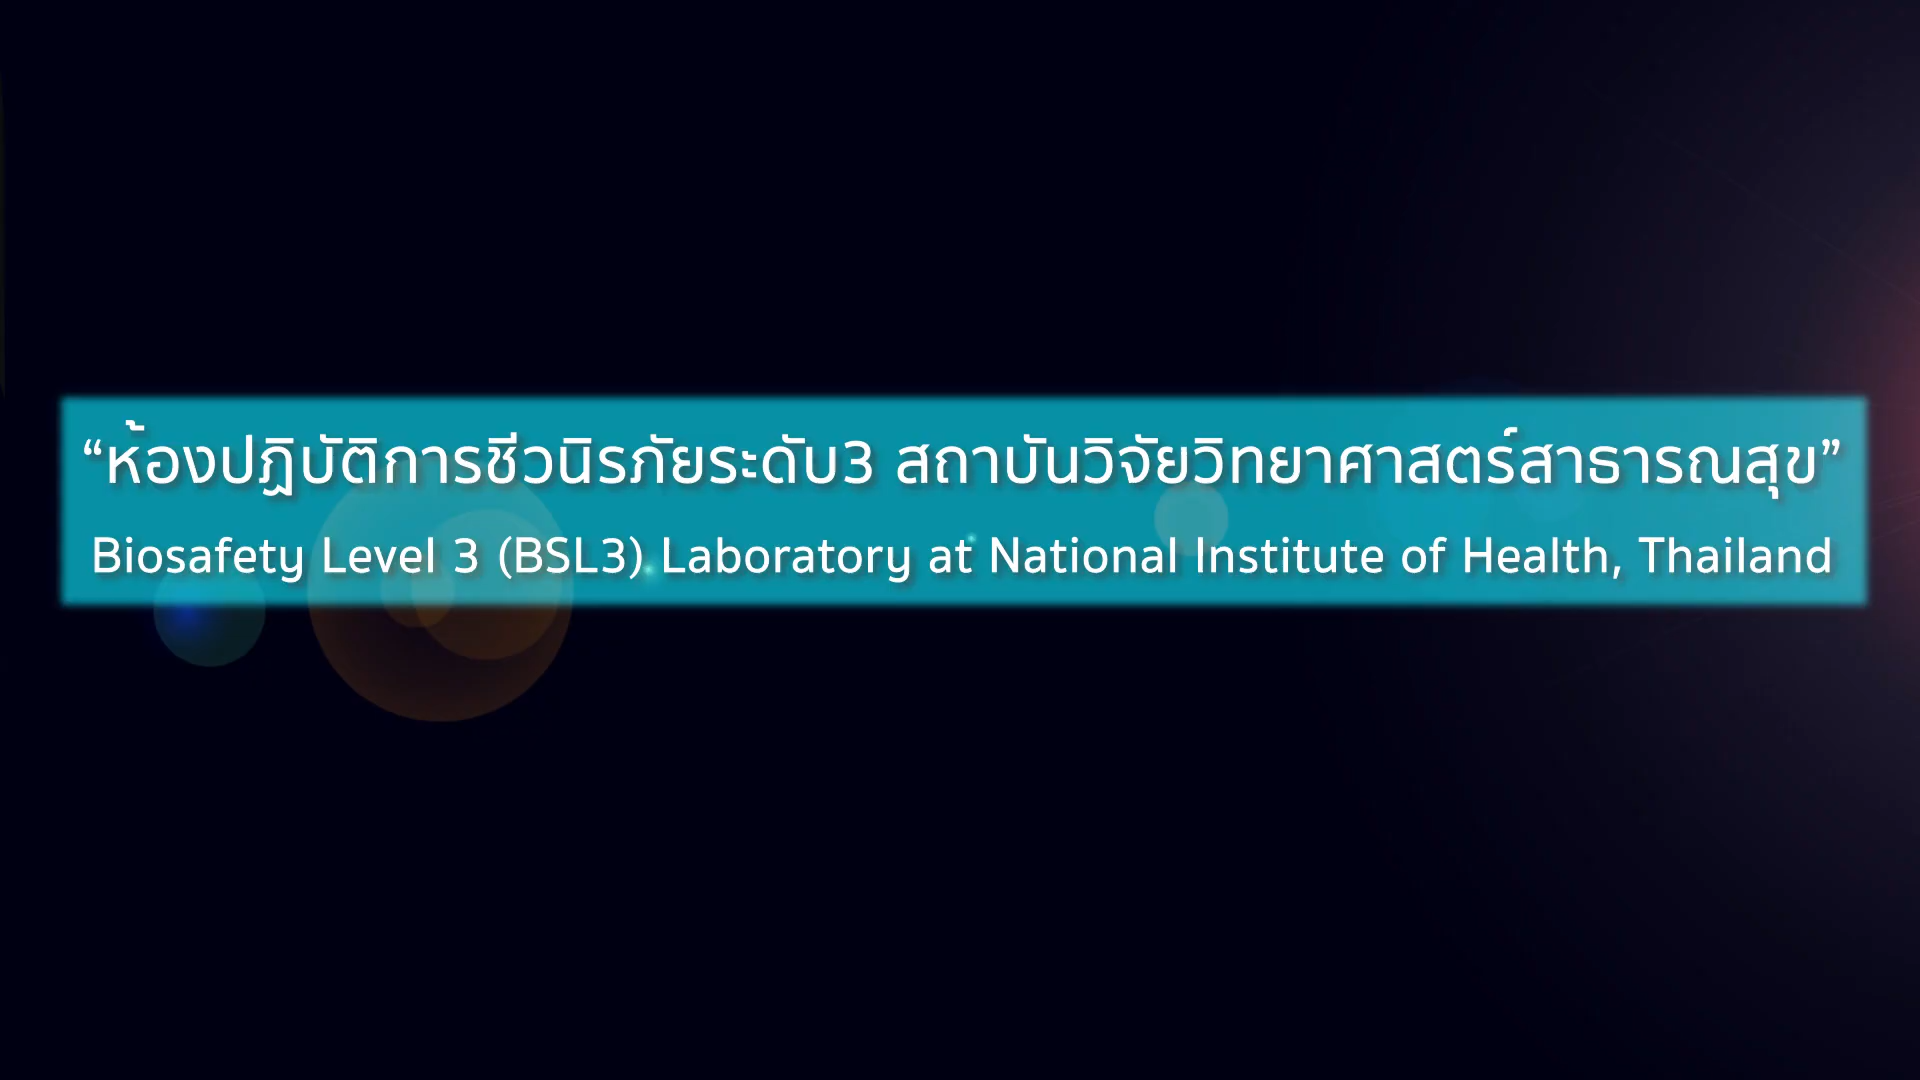 “ห้องปฏิบัติการชีวนิรภัยระดับ3 สถาบันวิจัยวิทยาศาสตร์สาธารณสุข”
Biosafety Level 3 (BSL3) Laboratory at National Institute of Health, Thailand